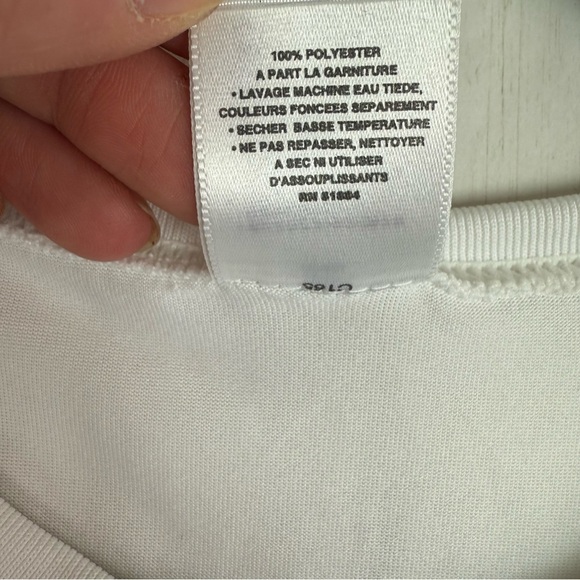 100% POLYESTER
A PART LA GARNITURE
• LAVAGE MACHINE EAU TIEDE,
COULEURS FONCEES SEPAREMENT
• SECHER BASSE TEMPERATURE
• NE PAS REPASSER, NETTOYER
A SEC NI UTILISER
D'ASSOUPLISSANTS
RN 51884